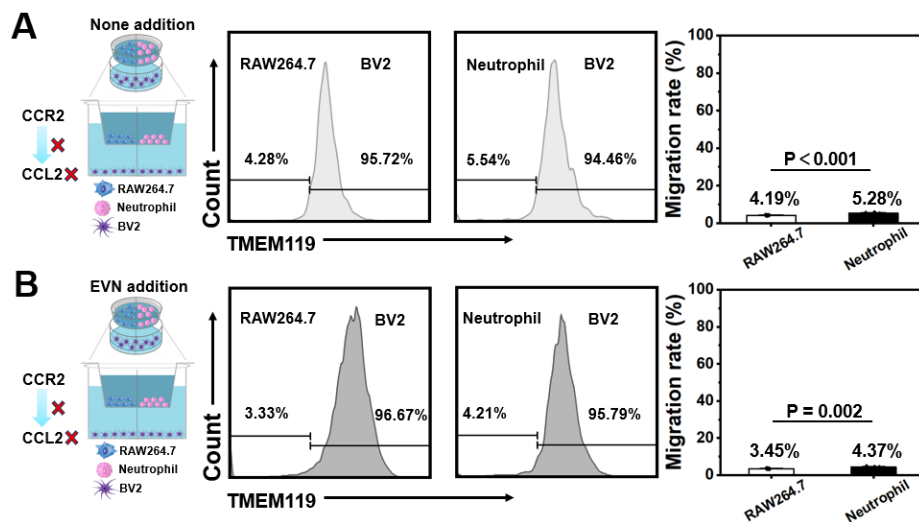 A
None addition
CCR2
CCL2
RAW264.7
Neutrophil
BV2
RAW264.7
BV2
4.28%
95.72%
Count
TMEM119
Neutrophil
BV2
5.54%
94.46%
Migration rate (%)
100
80
60
40
20
0
P < 0.001
4.19%
5.28%
RAW264.7
Neutrophil
B
EVN addition
CCR2
CCL2
RAW264.7
Neutrophil
BV2
RAW264.7
BV2
3.33%
96.67%
Count
TMEM119
Neutrophil
BV2
4.21%
95.79%
Migration rate (%)
100
80
60
40
20
0
P = 0.002
3.45%
4.37%
RAW264.7
Neutrophil